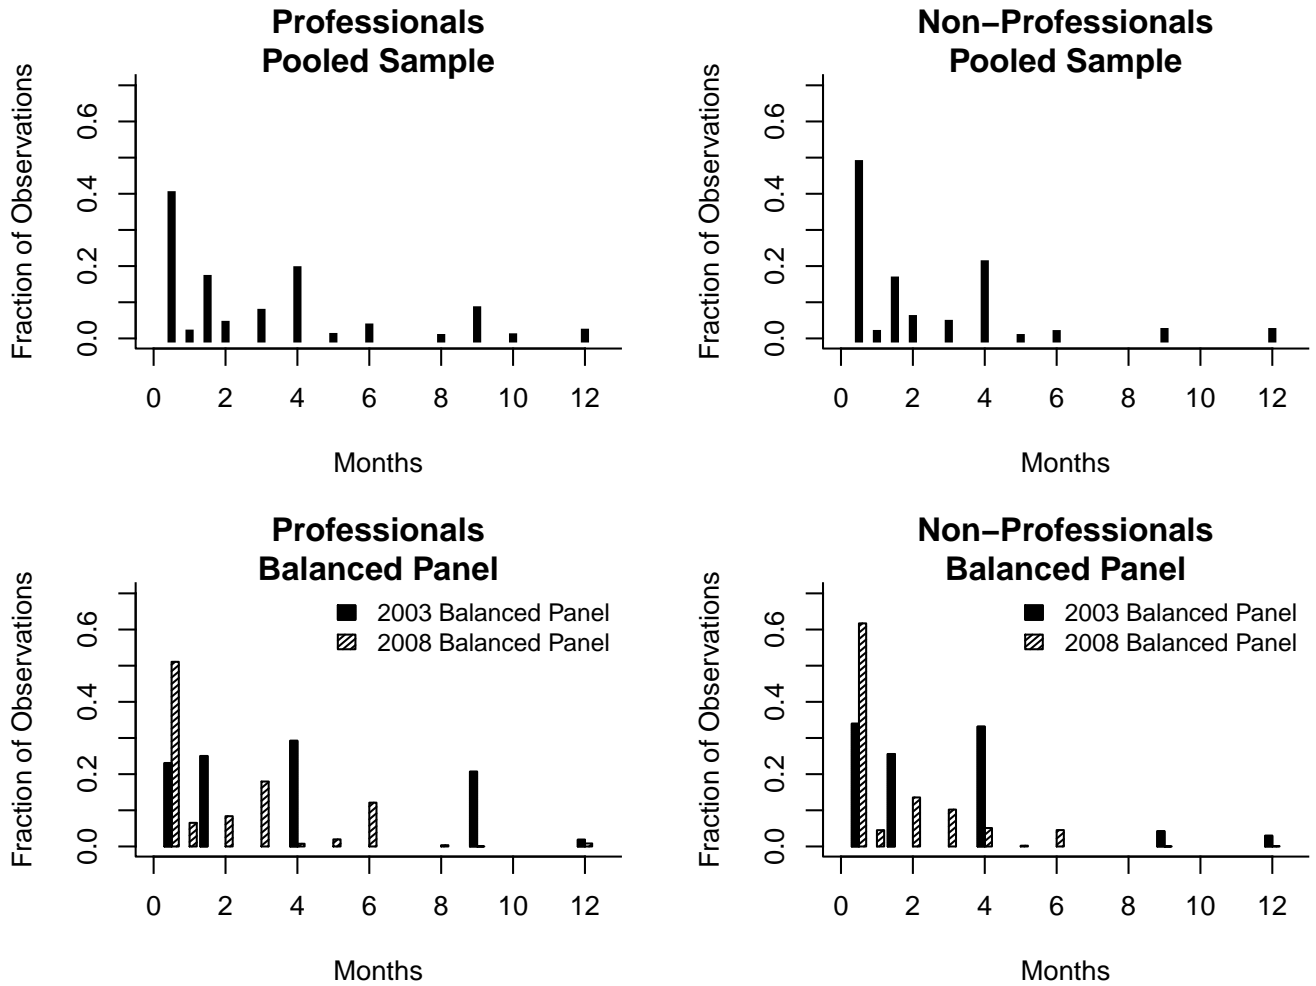 Professionals
Pooled Sample
Fraction of Observations
0.0 0.2 0.4 0.6
0 2 4 6 8 10 12
Months
Non−Professionals
Pooled Sample
Fraction of Observations
0.0 0.2 0.4 0.6
0 2 4 6 8 10 12
Months
Professionals
Balanced Panel
2003 Balanced Panel
2008 Balanced Panel
Fraction of Observations
0.0 0.2 0.4 0.6
0 2 4 6 8 10 12
Months
Non−Professionals
Balanced Panel
2003 Balanced Panel
2008 Balanced Panel
Fraction of Observations
0.0 0.2 0.4 0.6
0 2 4 6 8 10 12
Months